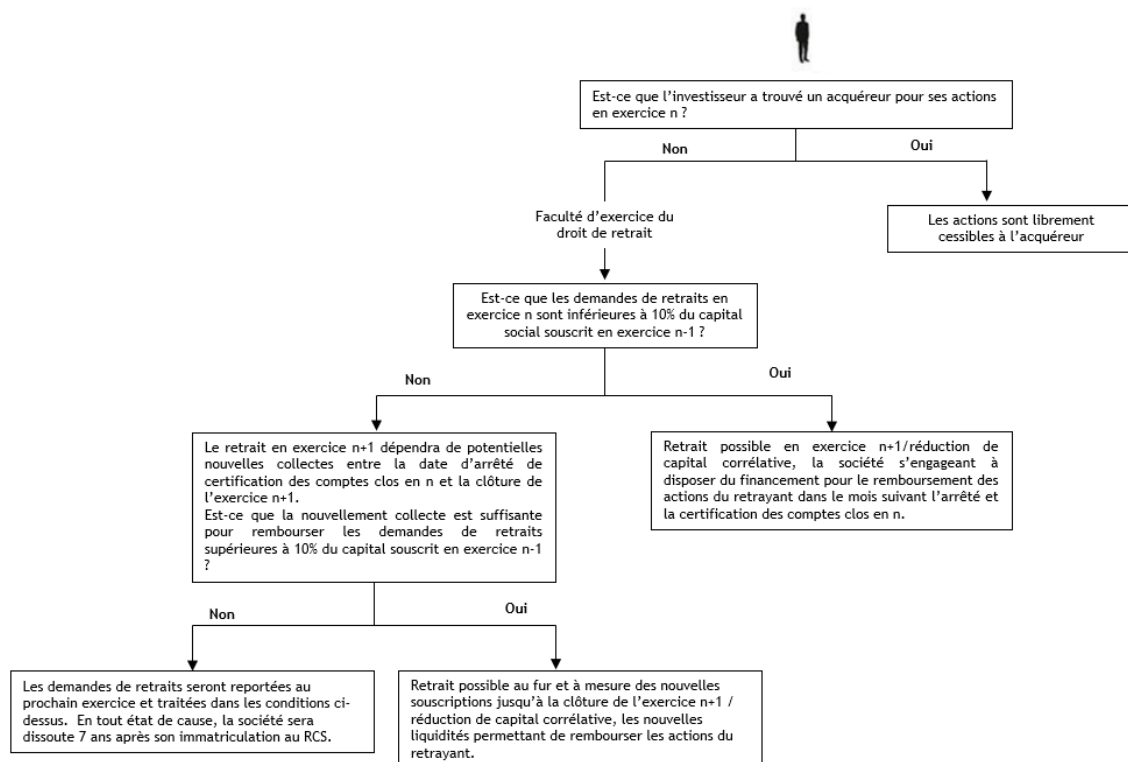 Est-ce que l'investisseur a trouvé un acquéreur pour ses actions
en exercice n ?
Non
Oui
Faculté d'exercice du
droit de retrait
Les actions sont librement
cessibles à l'acquéreur
Est-ce que les demandes de retraits en
exercice n sont inférieures à 10% du capital
social souscrit en exercice n-1 ?
Non
Oui
Le retrait en exercice n+1 dépendra de potentielles
nouvelles collectes entre la date d'arrêté de
certification des comptes clos en n et la clôture de
l'exercice n+1.
Est-ce que la nouvellement collecte est suffisante
pour rembourser les demandes de retraits
supérieures à 10% du capital souscrit en exercice n-1
?
Retrait possible en exercice n+1/réduction de
capital corrélative, la société s'engageant à
disposer du financement pour le remboursement des
actions du retrayant dans le mois suivant l'arrêté et
la certification des comptes clos en n.
Non
Oui
Les demandes de retraits seront reportées au
prochain exercice et traitées dans les conditions ci-
dessus. En tout état de cause, la société sera
dissoute 7 ans après son immatriculation au RCS.
Retrait possible au fur et à mesure des nouvelles
souscriptions jusqu'à la clôture de l'exercice n+1 /
réduction de capital corrélative, les nouvelles
liquidités permettant de rembourser les actions du
retrayant.